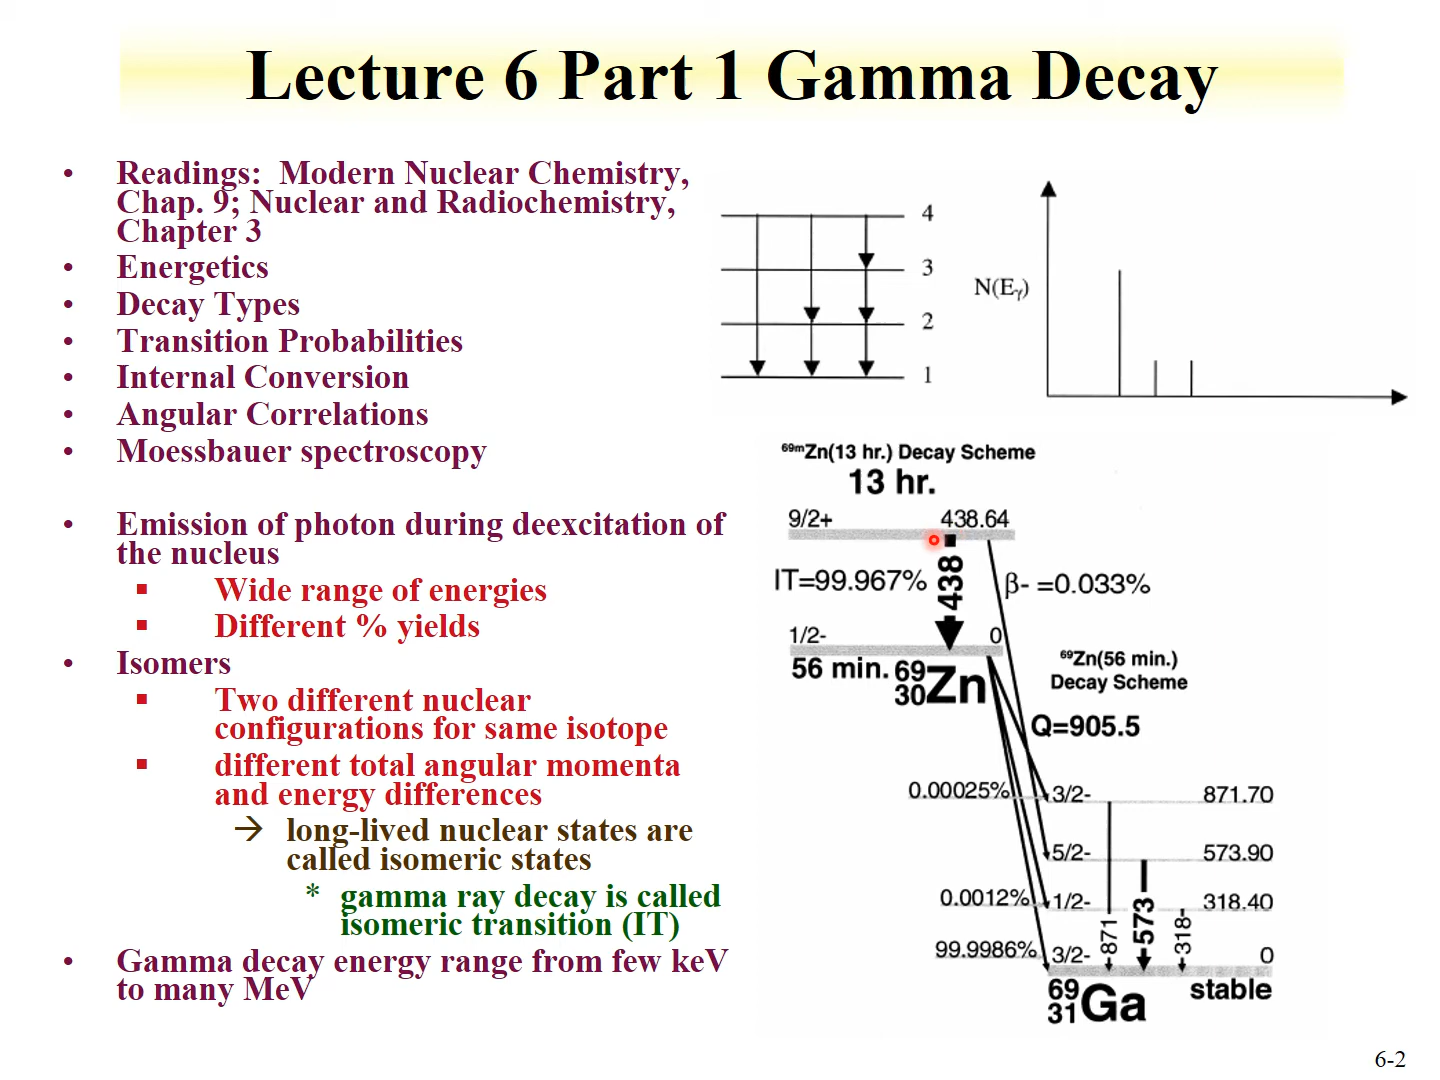 Lecture 6 Part 1 Gamma Decay
• Readings:  Modern Nuclear Chemistry,
Chap. 9; Nuclear and Radiochemistry,
Chapter 3
• Energetics
• Decay Types
• Transition Probabilities
• Internal Conversion
• Angular Correlations
• Moessbauer spectroscopy
• Emission of photon during deexcitation of
the nucleus
▪ Wide range of energies
▪ Different % yields
• Isomers
▪ Two different nuclear
configurations for same isotope
▪ different total angular momenta
and energy differences
→ long-lived nuclear states are
called isomeric states
* gamma ray decay is called
isomeric transition (IT)
• Gamma decay energy range from few keV
to many MeV
4
3
2
1
N(Eγ)
69mZn(13 hr.) Decay Scheme
13 hr.
9/2+ 438.64
IT=99.967% 438 β- =0.033%
1/2- 0
56 min. 69 30 Zn
69Zn(56 min.)
Decay Scheme
Q=905.5
0.00025% 3/2- 871.70
5/2- 573.90
0.0012% 1/2- 318.40
871 573 318
99.9986% 3/2- 0
69 31 Ga stable
6-2